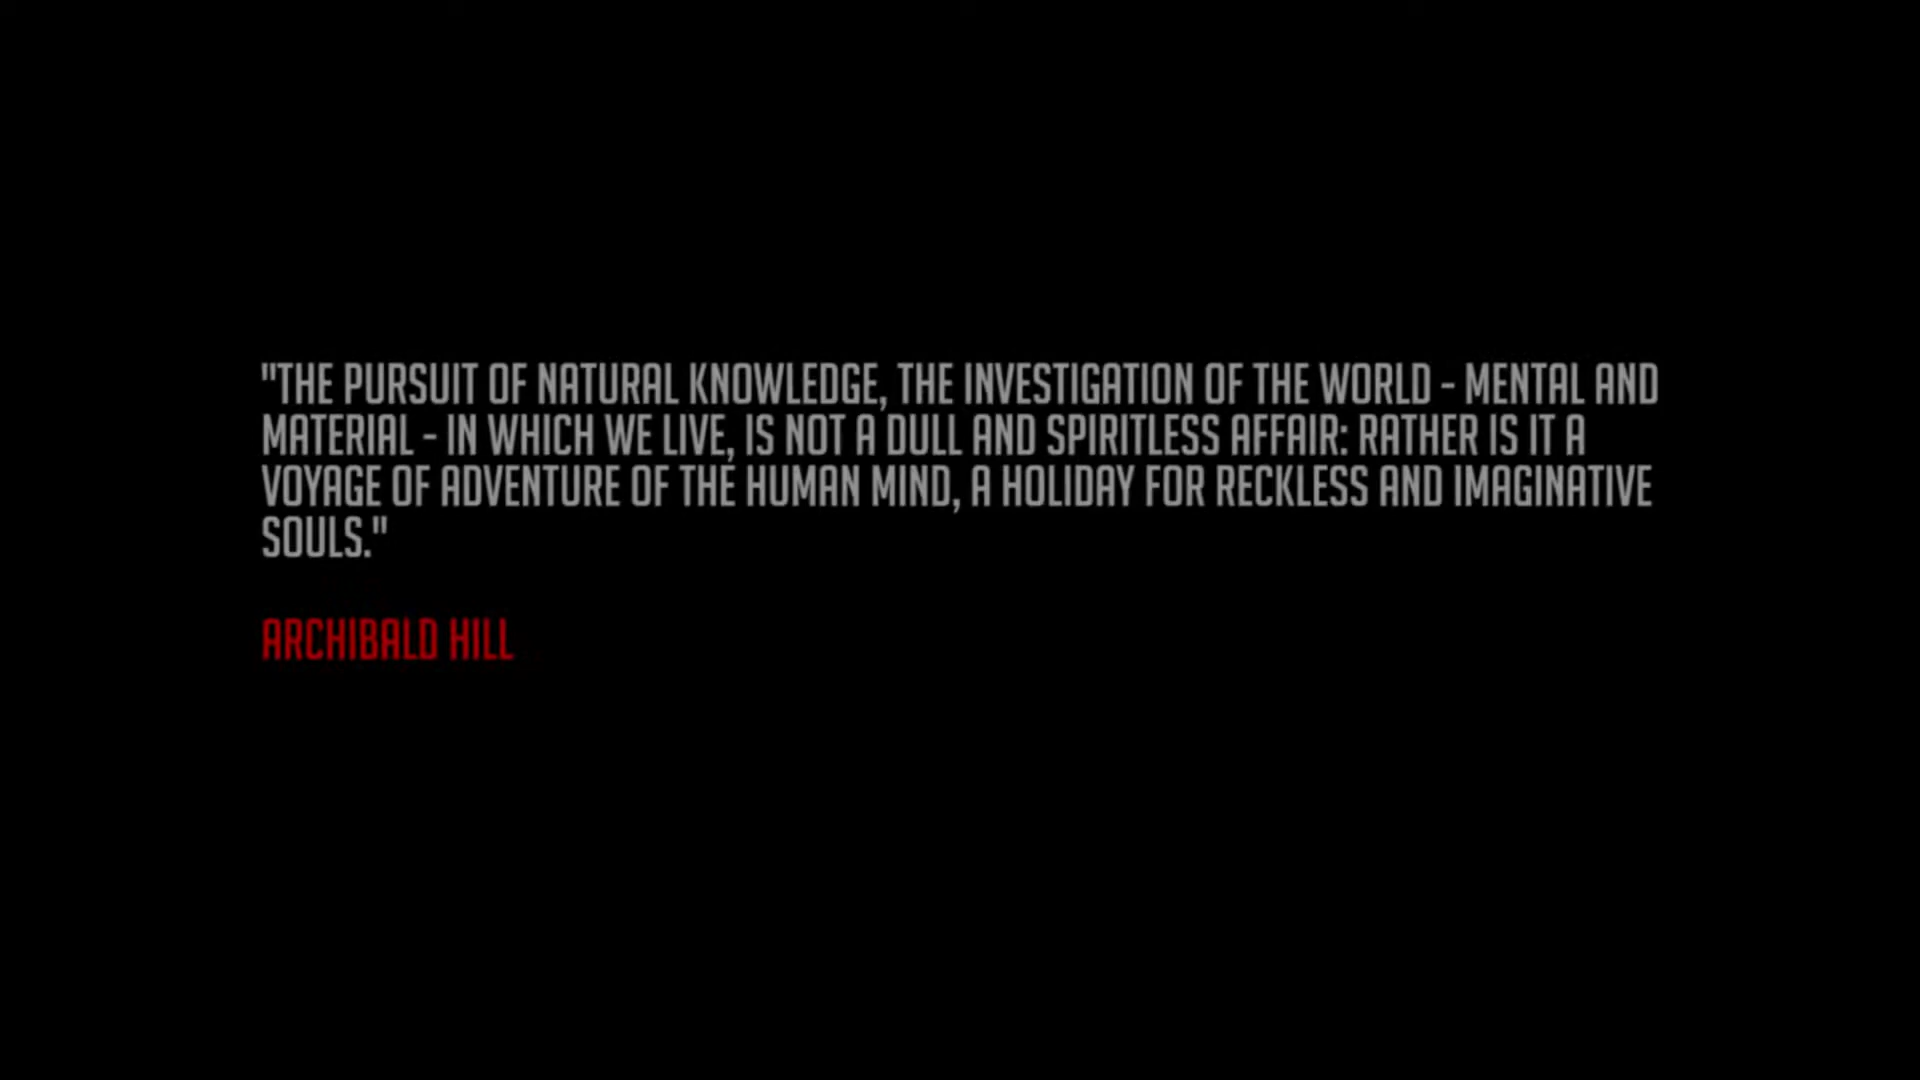 "THE PURSUIT OF NATURAL KNOWLEDGE, THE INVESTIGATION OF THE WORLD - MENTAL AND
MATERIAL - IN WHICH WE LIVE, IS NOT A DULL AND SPIRITLESS AFFAIR: RATHER IS IT A
VOYAGE OF ADVENTURE OF THE HUMAN MIND, A HOLIDAY FOR RECKLESS AND IMAGINATIVE
SOULS."
ARCHIBALD HILL